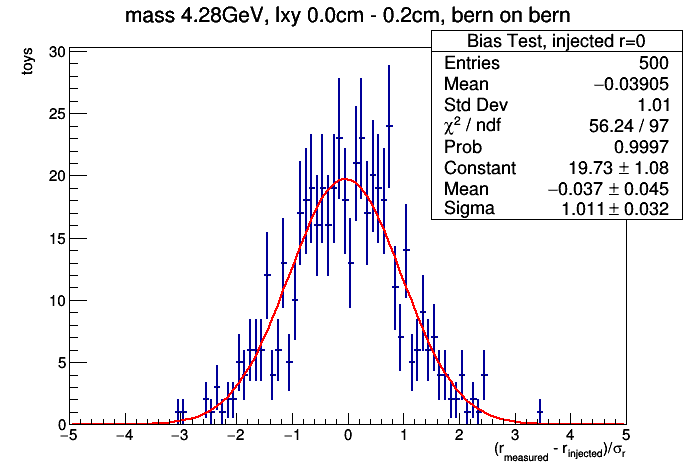 mass 4.28GeV, lxy 0.0cm - 0.2cm, bern on bern
Bias Test, injected r=0
Entries 500
Mean −0.03905
Std Dev 1.01
χ² / ndf 56.24 / 97
Prob 0.9997
Constant 19.73 ± 1.08
Mean −0.037 ± 0.045
Sigma 1.011 ± 0.032
toys
30
25
20
15
10
5
0
−5 −4 −3 −2 −1 0 1 2 3 4 5
(r_measured - r_injected)/σ_r